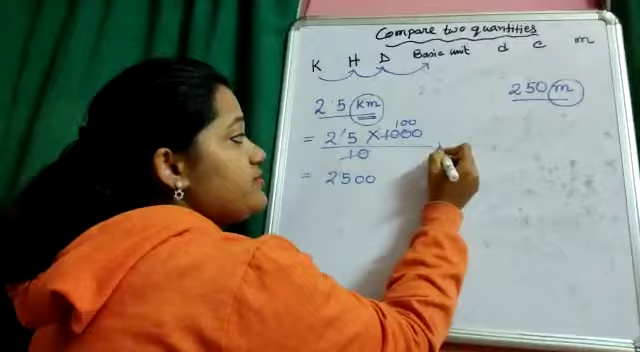 Compare two quantities
K H D Basic unit d c m
2.5 km 250 m
= 2.5 X 1000 100
10
= 2500